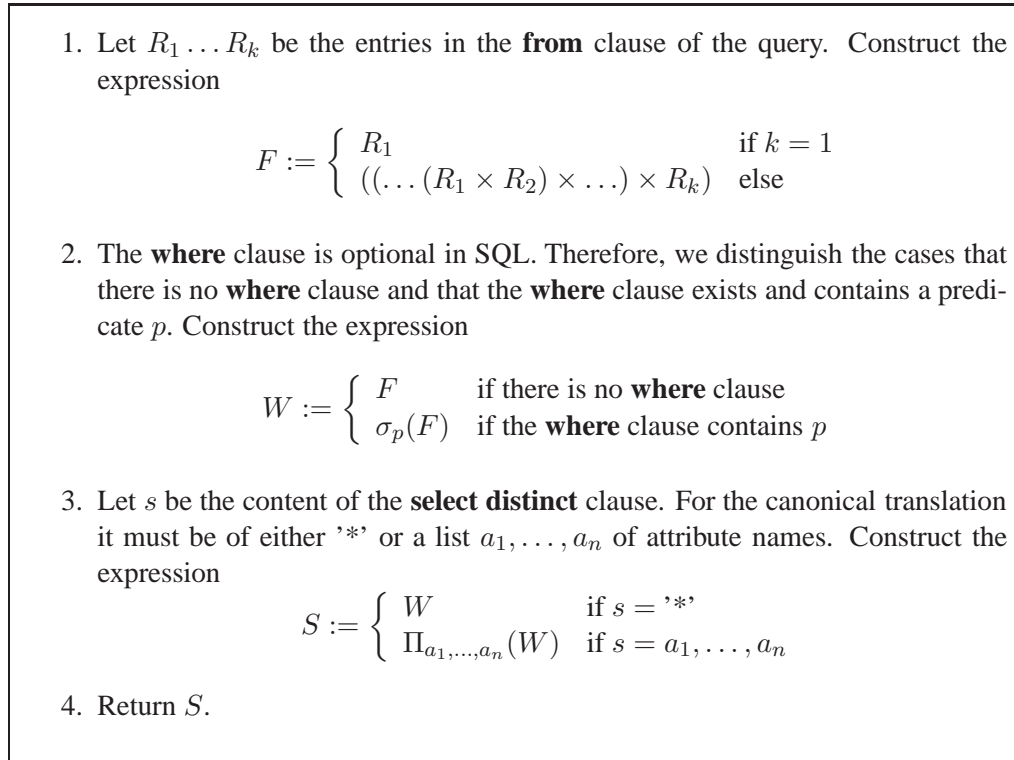 1. Let R₁ … Rₖ be the entries in the from clause of the query. Construct the
expression
F := { R₁ if k = 1
((… (R₁ × R₂) × …) × Rₖ) else
2. The where clause is optional in SQL. Therefore, we distinguish the cases that
there is no where clause and that the where clause exists and contains a predi-
cate p. Construct the expression
W := { F if there is no where clause
σₚ(F) if the where clause contains p
3. Let s be the content of the select distinct clause. For the canonical translation
it must be of either '*' or a list a₁, …, aₙ of attribute names. Construct the
expression
S := { W if s = '*'
Π_{a₁,…,aₙ}(W) if s = a₁, …, aₙ
4. Return S.